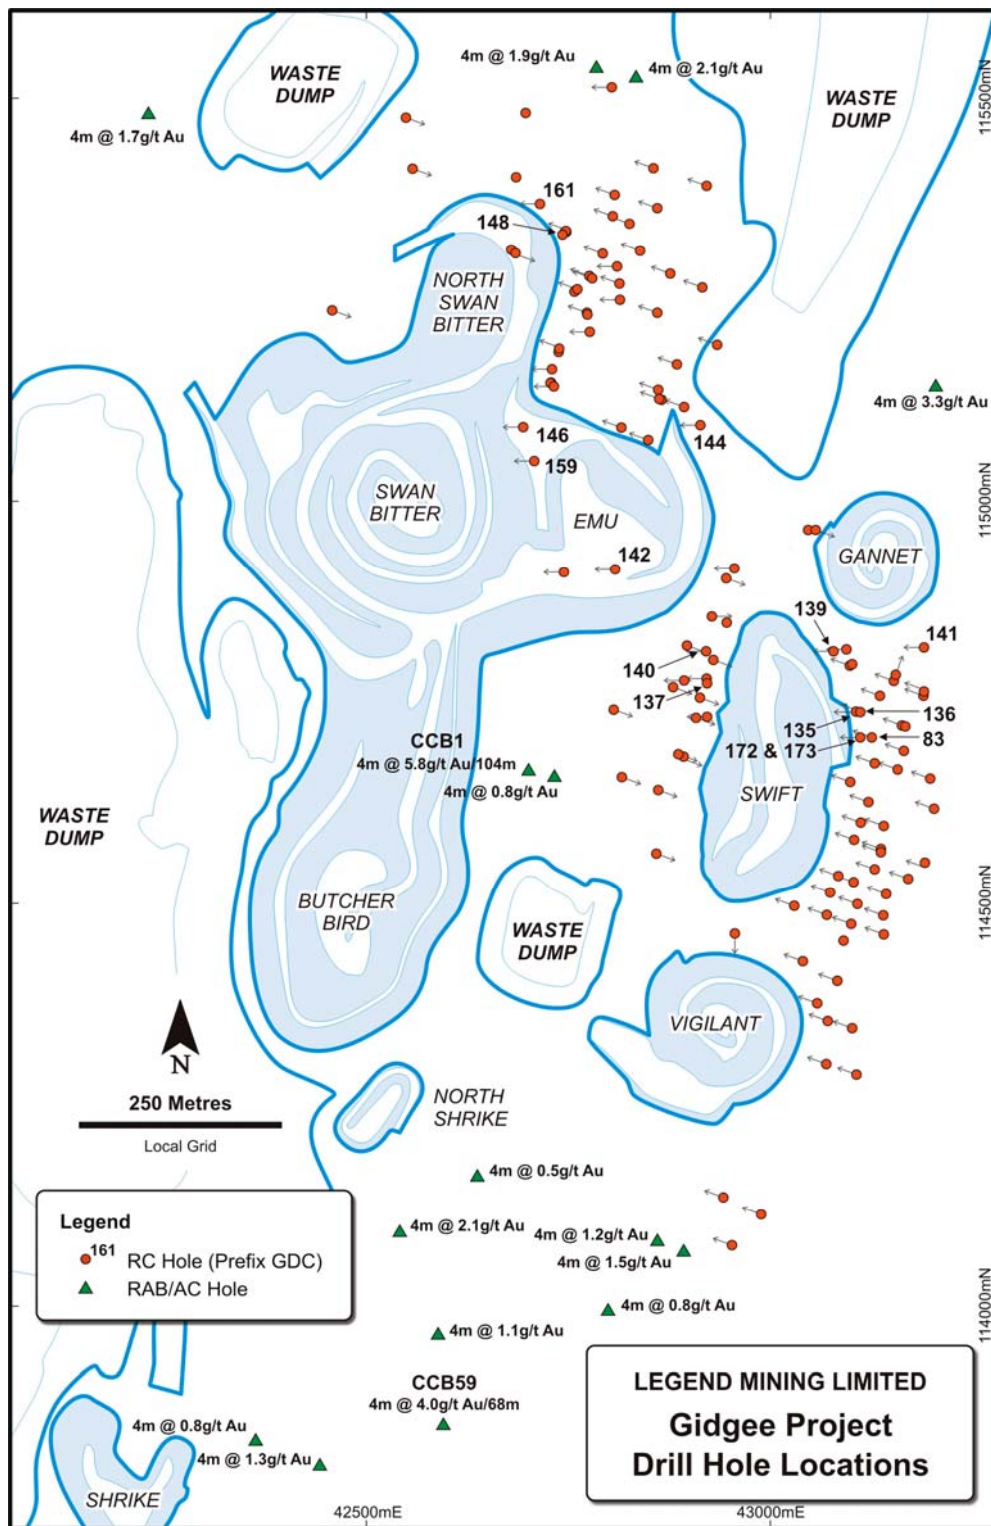 4m @ 1.9g/t Au
4m @ 2.1g/t Au
WASTE
DUMP
WASTE
DUMP
4m @ 1.7g/t Au
115500mN
161
148
NORTH
SWAN
BITTER
4m @ 3.3g/t Au
146
144
159
SWAN
BITTER
EMU
115000mN
GANNET
142
139
141
140
137
136
135
83
172 & 173
CCB1
4m @ 5.8g/t Au/104m
4m @ 0.8g/t Au
SWIFT
WASTE
DUMP
BUTCHER
BIRD
WASTE
DUMP
114500mN
VIGILANT
N
250 Metres
Local Grid
NORTH
SHRIKE
4m @ 0.5g/t Au
4m @ 2.1g/t Au
4m @ 1.2g/t Au
4m @ 1.5g/t Au
Legend
161 RC Hole (Prefix GDC)
RAB/AC Hole
4m @ 0.8g/t Au
4m @ 1.1g/t Au
114000mN
CCB59
4m @ 4.0g/t Au/68m
4m @ 0.8g/t Au
4m @ 1.3g/t Au
SHRIKE
LEGEND MINING LIMITED
Gidgee Project
Drill Hole Locations
42500mE
43000mE